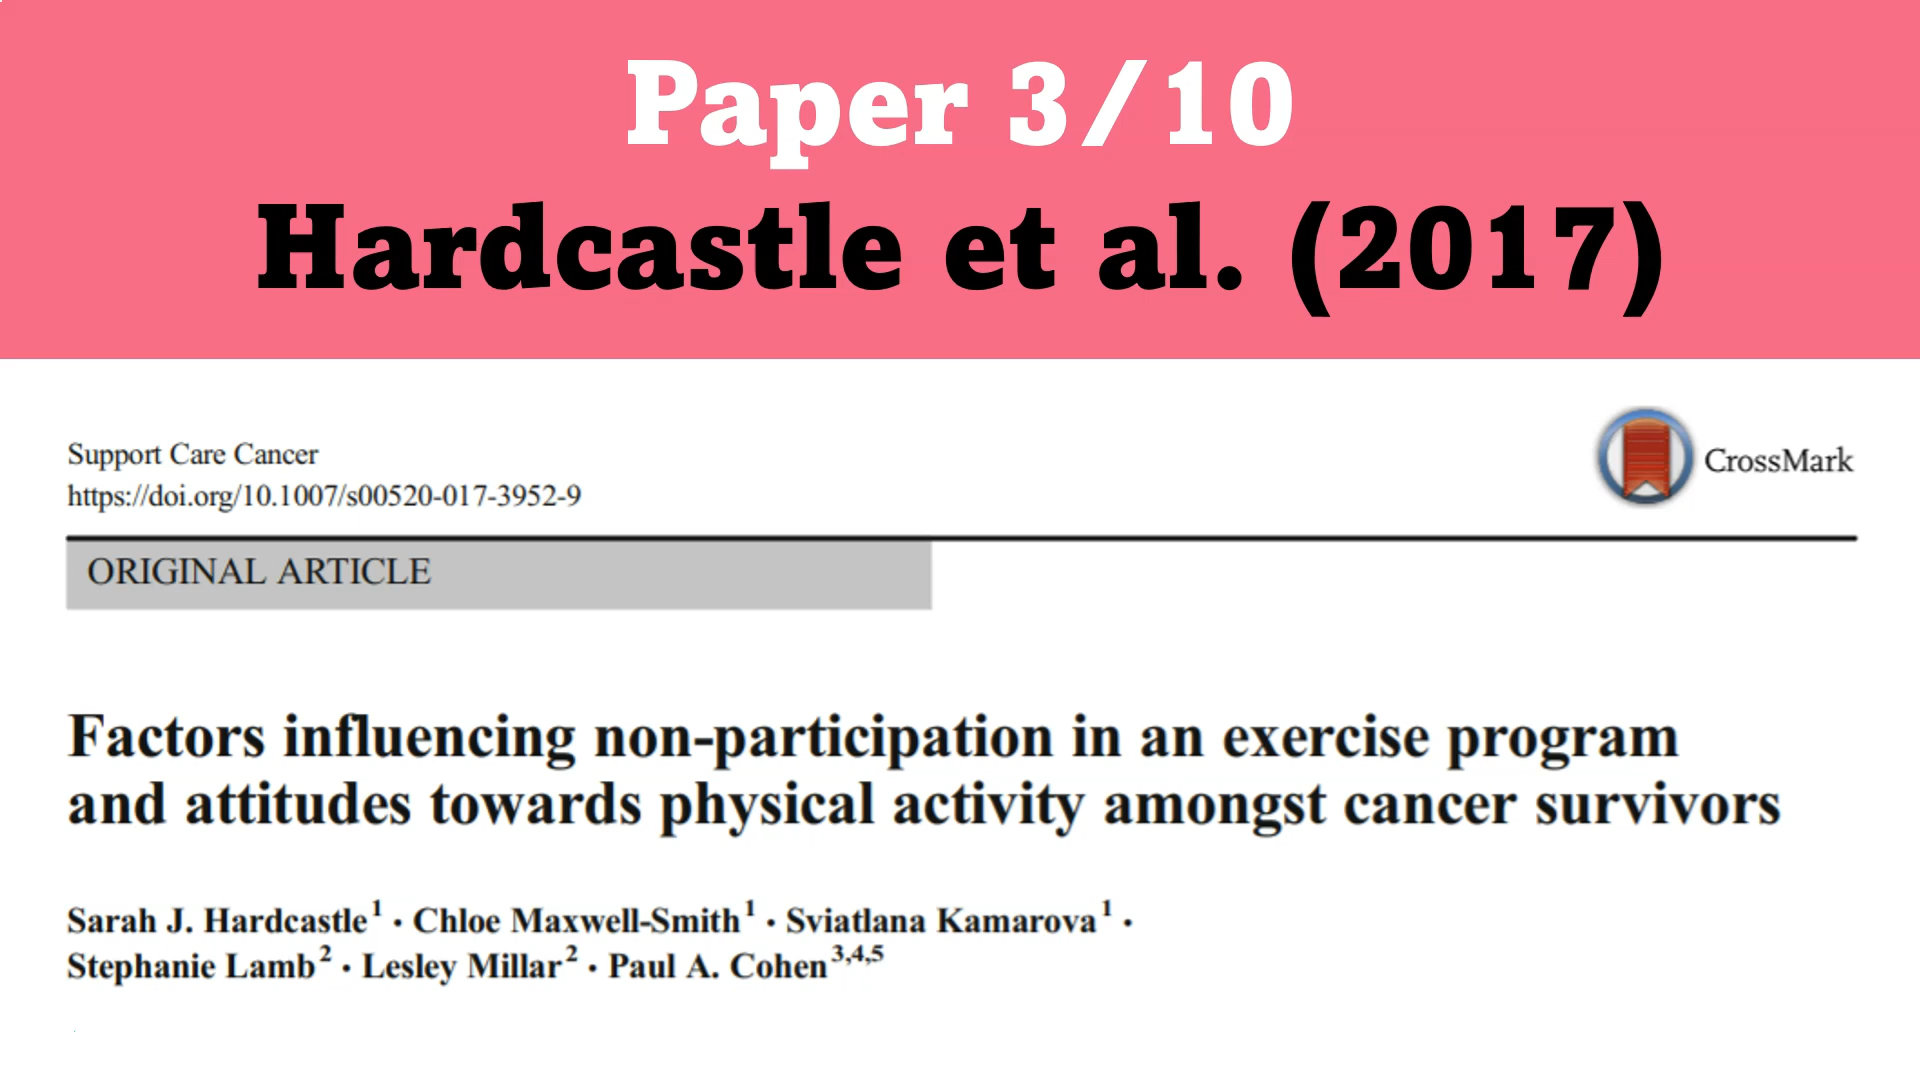 Paper 3/10
Hardcastle et al. (2017)
Support Care Cancer
https://doi.org/10.1007/s00520-017-3952-9
CrossMark
ORIGINAL ARTICLE
Factors influencing non-participation in an exercise program
and attitudes towards physical activity amongst cancer survivors
Sarah J. Hardcastle¹ · Chloe Maxwell-Smith¹ · Sviatlana Kamarova¹ ·
Stephanie Lamb² · Lesley Millar² · Paul A. Cohen³,⁴,⁵